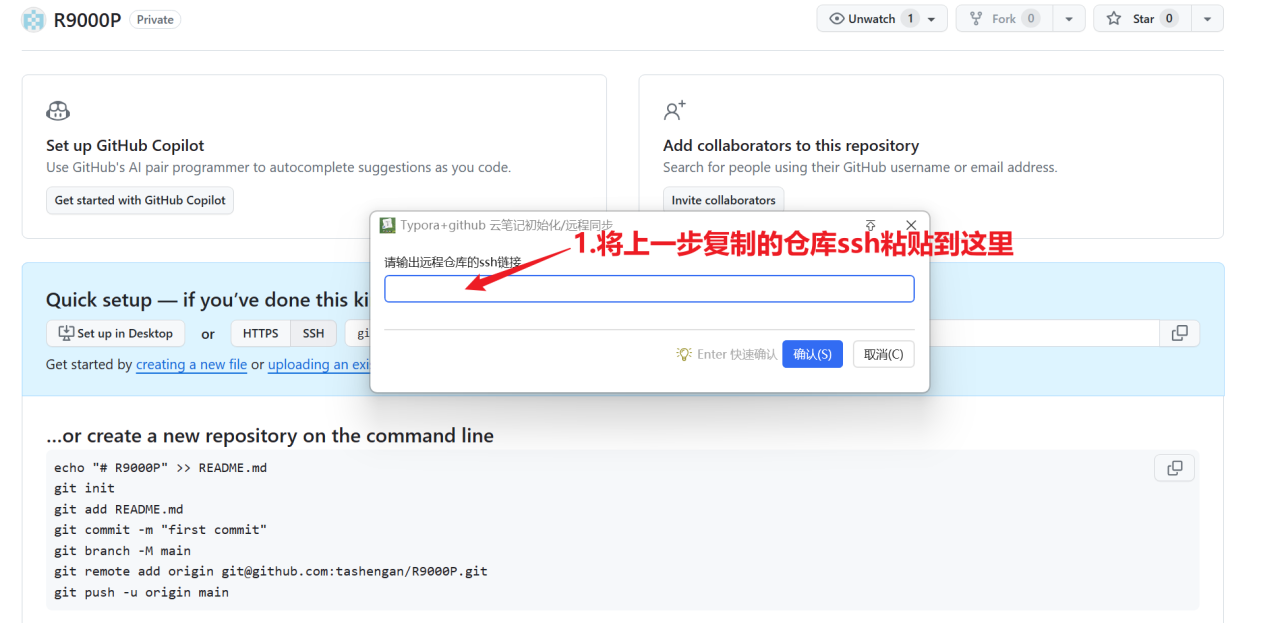 R9000P Private
Unwatch 1
Fork 0
Star 0
Set up GitHub Copilot
Use GitHub's AI pair programmer to autocomplete suggestions as you code.
Get started with GitHub Copilot
Add collaborators to this repository
Search for people using their GitHub username or email address.
Invite collaborators
Typora+github 云笔记初始化/远程同步
1.将上一步复制的仓库ssh粘贴到这里
请输出远程仓库的ssh链接
Enter 快速确认 确认(S) 取消(C)
Quick setup — if you've done this ki
Set up in Desktop or HTTPS SSH gi
Get started by creating a new file or uploading an exi
...or create a new repository on the command line
echo "# R9000P" >> README.md
git init
git add README.md
git commit -m "first commit"
git branch -M main
git remote add origin git@github.com:tashengan/R9000P.git
git push -u origin main